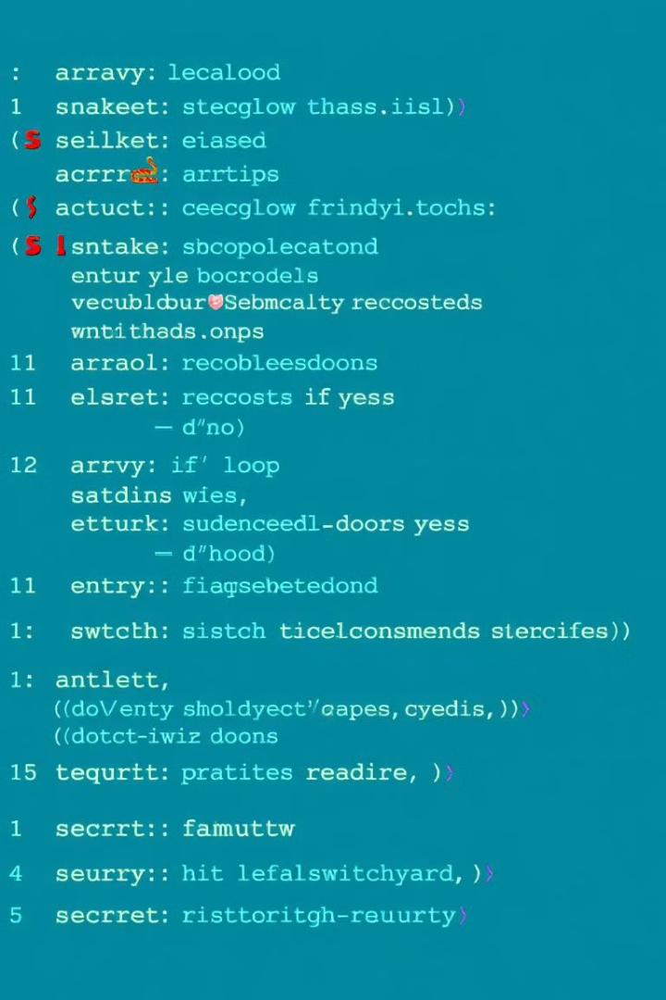 : arravy: lecalood
1 snakeet: stecglow thass.iisl))
(S seilket: eiased
acrrr: arrtips
( actuct:: ceecglow frindyi.tochs:
(S sntake: sbcopolecatond
entur yle bocrodels
vecubldbur Sebmcalty reccosteds
wntithads.onps
11 arraol: recobleesdoons
11 elsret: reccosts if yess
— d"no)
12 arrvy: if' loop
satdins wies,
etturk: sudenceedl-doors yess
— d"hood)
11 entry:: fiaqsebetedond
1: swtcth: sistch ticelconsmends stercifes))
1: antlett,
((do\/enty smoldyect'/qapes,cyedis,))⟩
((dotct-iwiz doons
15 tequrtt: pratites readire, )⟩
1 secrrt:: famuttw
4 seurry:: hit lefalswitchyard, )⟩
5 secrret: risttoritgh-reuurty⟩